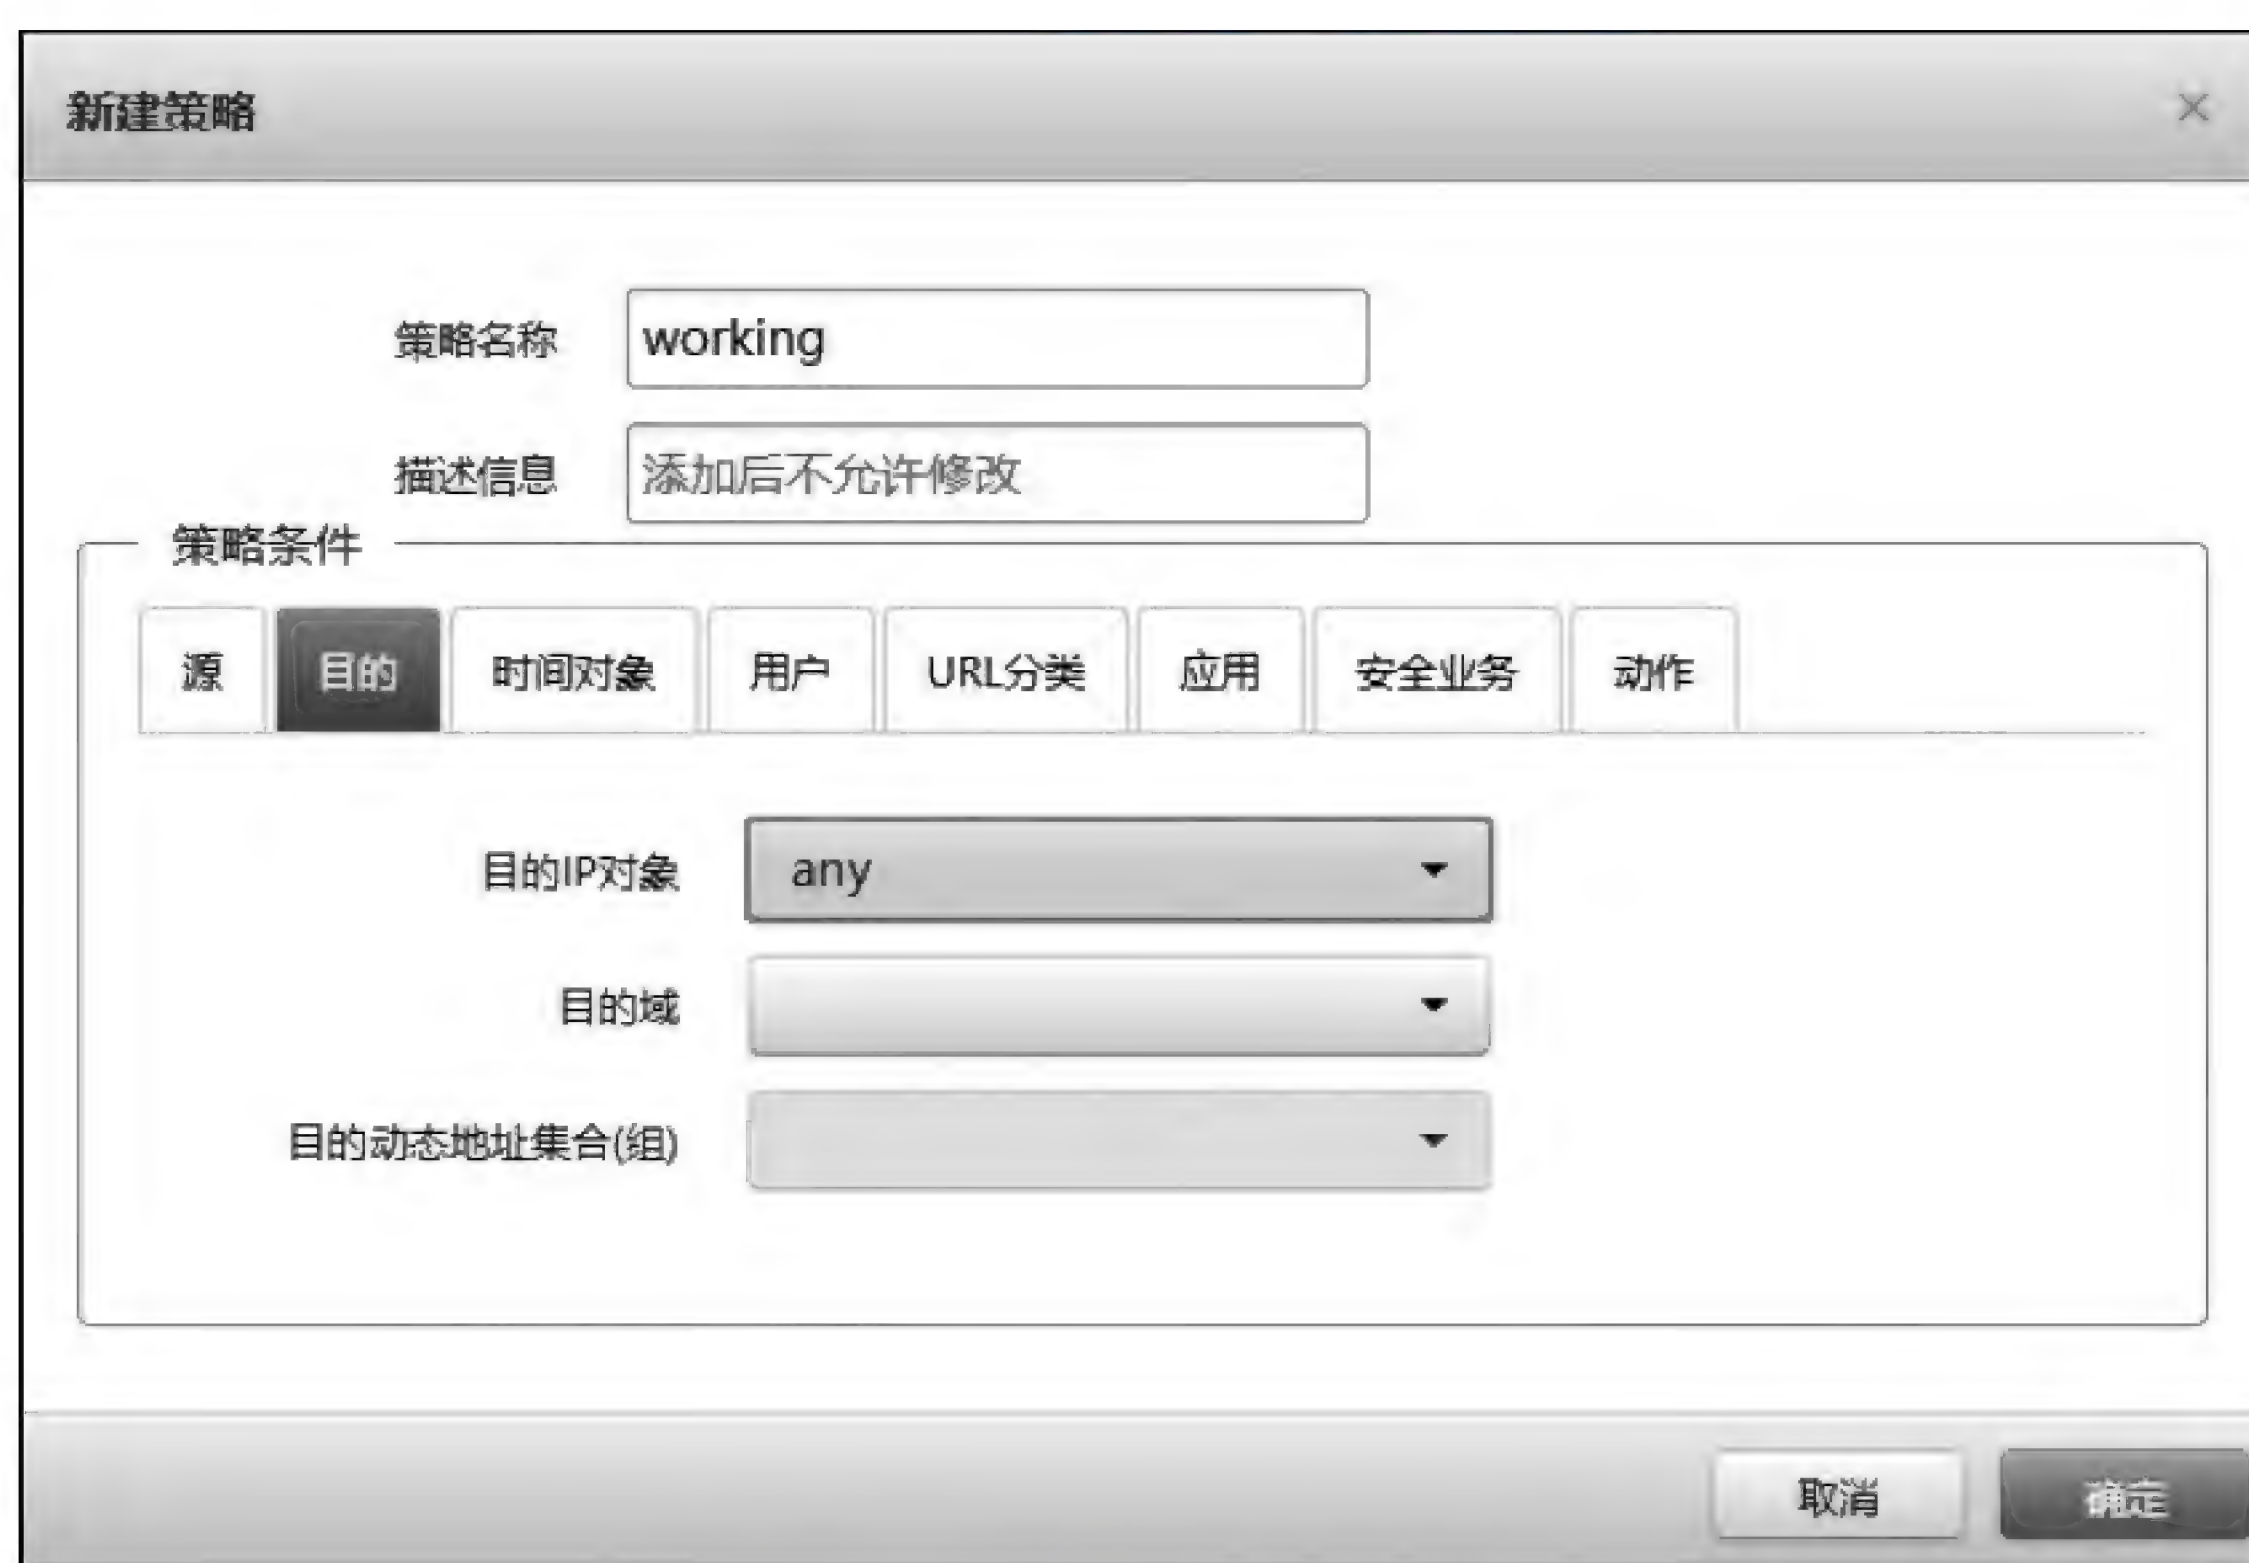 新建策略
策略名称 working
描述信息 添加后不允许修改
策略条件
源 目的 时间对象 用户 URL分类 应用 安全业务 动作
目的IP对象 any
目的域
目的动态地址集合(组)
取消 确定